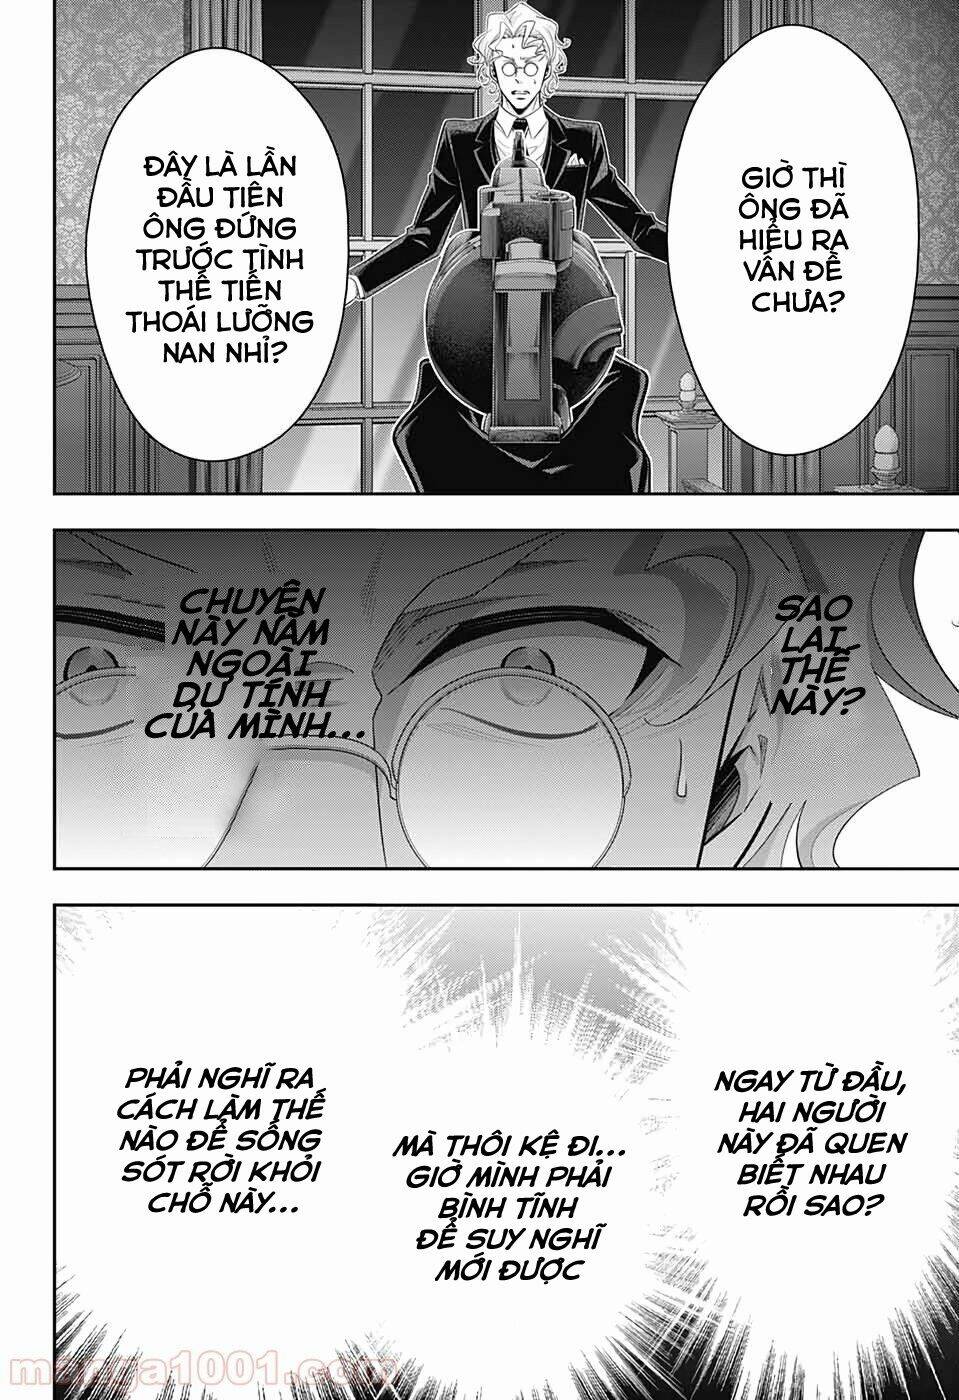 GIỜ THÌ
ÔNG ĐÃ
HIỂU RA
VẤN ĐỀ
CHƯA?
ĐÂY LÀ LẦN
ĐẦU TIÊN
ÔNG ĐỨNG
TRƯỚC TÌNH
THẾ TIẾN
THOÁI LƯỠNG
NAN NHỈ?
SAO
LẠI
THẾ
NÀY?
CHUYỆN
NÀY NẰM
NGOÀI
DỰ TÍNH
CỦA MÌNH...
NGAY TỪ ĐẦU,
HAI NGƯỜI
NÀY ĐÃ QUEN
BIẾT NHAU
RỒI SAO?
MÀ THÔI KỆ ĐI...
GIỜ MÌNH PHẢI
BÌNH TĨNH
ĐỂ SUY NGHĨ
MỚI ĐƯỢC
PHẢI NGHĨ RA
CÁCH LÀM THẾ
NÀO ĐỂ SỐNG
SÓT RỜI KHỎI
CHỖ NÀY...
manga1001.com